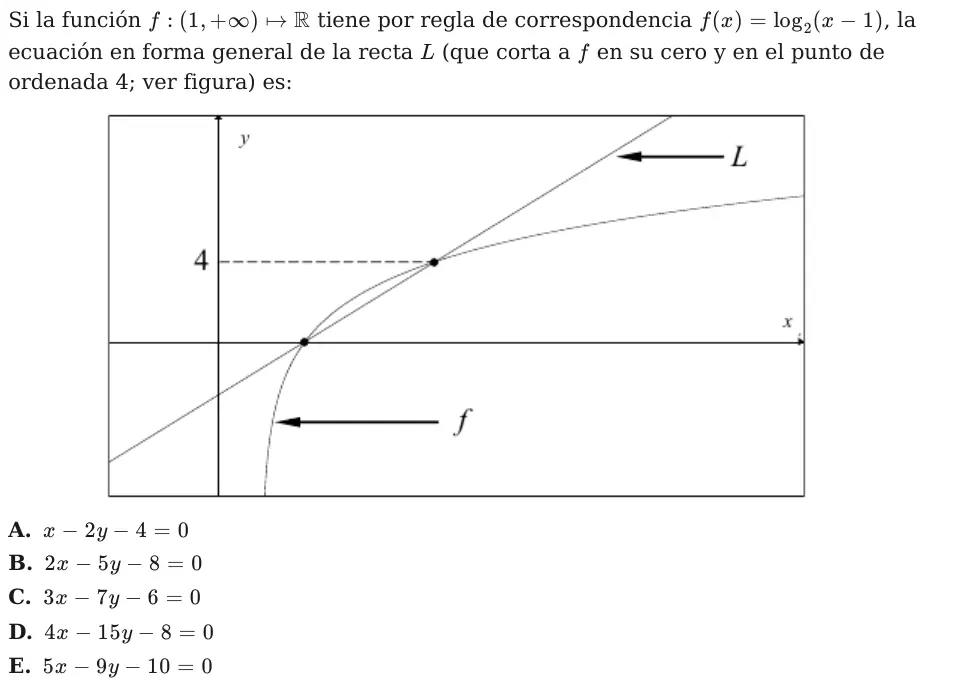 Si la función f : (1, +∞) ↦ ℝ tiene por regla de correspondencia f(x) = log₂(x − 1), la
ecuación en forma general de la recta L (que corta a f en su cero y en el punto de
ordenada 4; ver figura) es:
y
L
4
x
f
A. x − 2y − 4 = 0
B. 2x − 5y − 8 = 0
C. 3x − 7y − 6 = 0
D. 4x − 15y − 8 = 0
E. 5x − 9y − 10 = 0